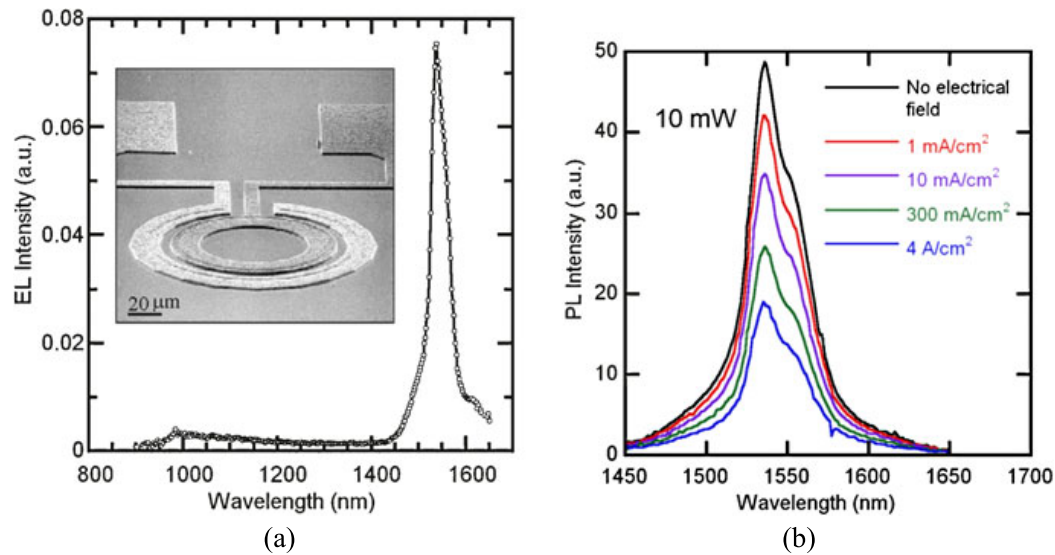 0.08
0.06
0.04
0.02
0
EL Intensity (a.u.)
20 μm
800 1000 1200 1400 1600
Wavelength (nm)
(a)
50
40
30
20
10
0
PL Intensity (a.u.)
10 mW
No electrical
field
1 mA/cm²
10 mA/cm²
300 mA/cm²
4 A/cm²
1450 1500 1550 1600 1650 1700
Wavelength (nm)
(b)